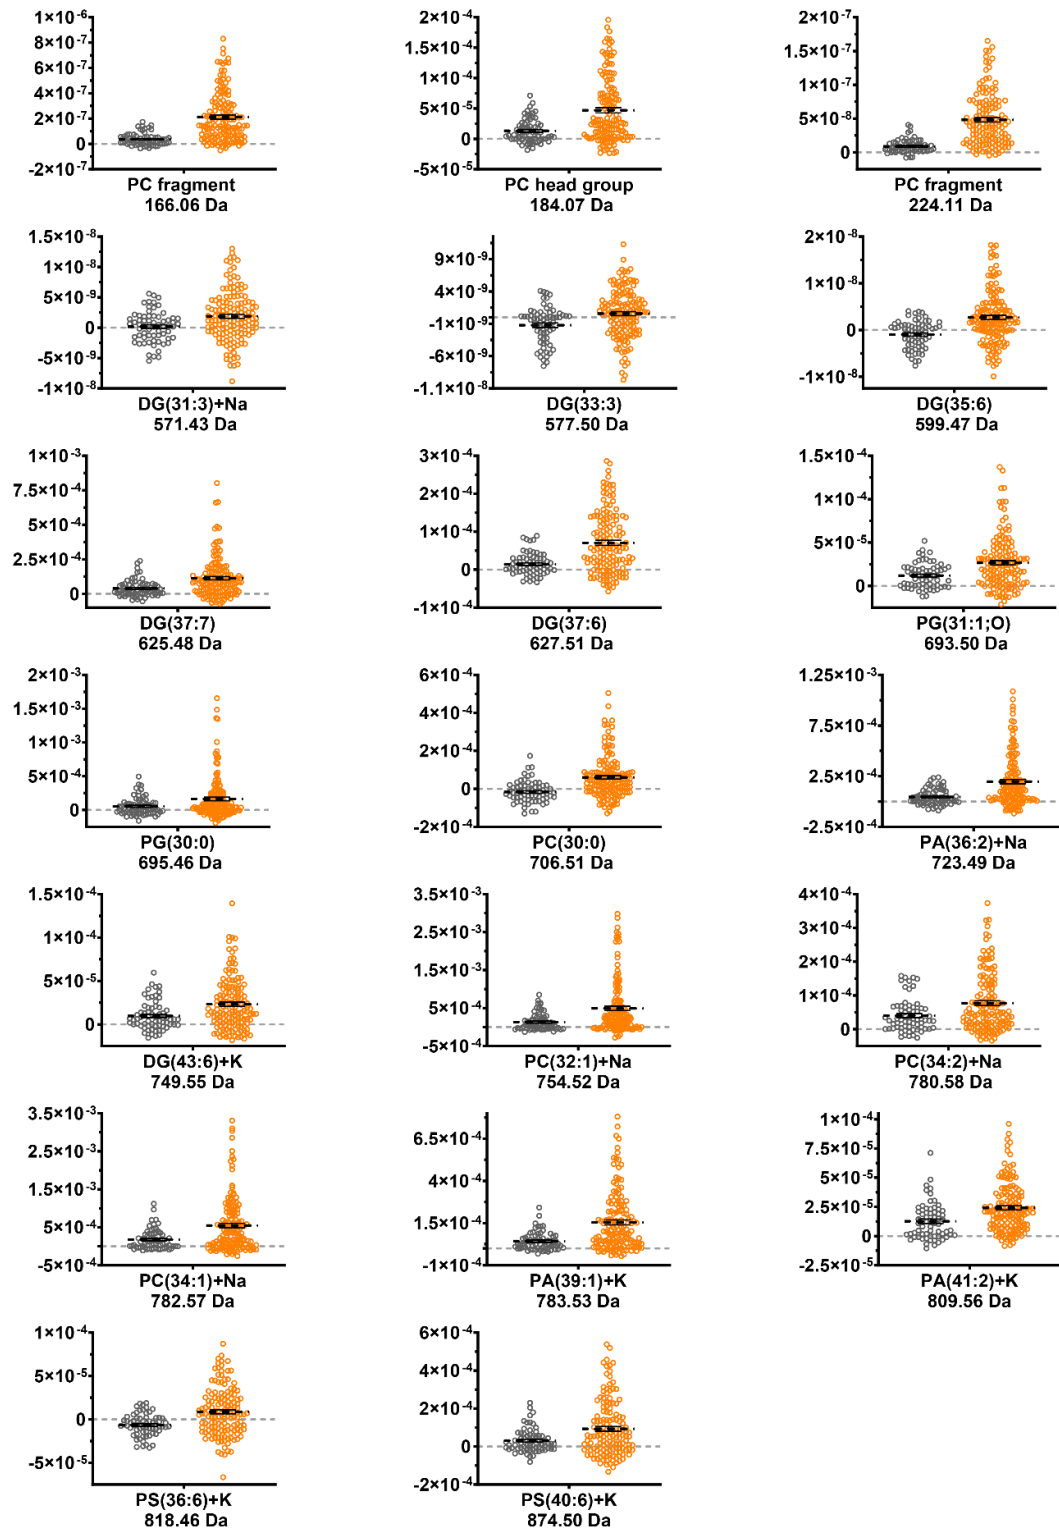 1×10⁻⁶
8×10⁻⁷
6×10⁻⁷
4×10⁻⁷
2×10⁻⁷
0
-2×10⁻⁷
PC fragment
166.06 Da
2×10⁻⁴
1×10⁻⁴
1×10⁻⁴
5×10⁻⁵
0
-5×10⁻⁵
PC head group
184.07 Da
2×10⁻⁷
1×10⁻⁷
1×10⁻⁷
5×10⁻⁸
0
PC fragment
224.11 Da
1.5×10⁻⁸
1×10⁻⁸
5×10⁻⁹
0
-5×10⁻⁹
-1×10⁻⁸
DG(31:3)+Na
571.43 Da
9×10⁻⁹
4×10⁻⁹
-1×10⁻⁹
-6×10⁻⁹
-1.1×10⁻⁸
DG(33:3)
577.50 Da
2×10⁻⁸
1×10⁻⁸
0
-1×10⁻⁸
DG(35:6)
599.47 Da
1×10⁻³
7.5×10⁻⁴
5×10⁻⁴
2.5×10⁻⁴
0
DG(37:7)
625.48 Da
3×10⁻⁴
2×10⁻⁴
1×10⁻⁴
0
-1×10⁻⁴
DG(37:6)
627.51 Da
1.5×10⁻⁴
1×10⁻⁴
5×10⁻⁵
0
PG(31:1;O)
693.50 Da
2×10⁻³
1.5×10⁻³
1×10⁻³
5×10⁻⁴
0
PG(30:0)
695.46 Da
6×10⁻⁴
4×10⁻⁴
2×10⁻⁴
0
-2×10⁻⁴
PC(30:0)
706.51 Da
1.25×10⁻³
7.5×10⁻⁴
2.5×10⁻⁴
-2.5×10⁻⁴
PA(36:2)+Na
723.49 Da
1.5×10⁻⁴
1×10⁻⁴
5×10⁻⁵
0
DG(43:6)+K
749.55 Da
3.5×10⁻³
2.5×10⁻³
1.5×10⁻³
5×10⁻⁴
-5×10⁻⁴
PC(32:1)+Na
754.52 Da
4×10⁻⁴
3×10⁻⁴
2×10⁻⁴
1×10⁻⁴
0
PC(34:2)+Na
780.58 Da
3.5×10⁻³
2.5×10⁻³
1.5×10⁻³
5×10⁻⁴
-5×10⁻⁴
PC(34:1)+Na
782.57 Da
6.5×10⁻⁴
4×10⁻⁴
1.5×10⁻⁴
-1×10⁻⁴
PA(39:1)+K
783.53 Da
1×10⁻⁴
7.5×10⁻⁵
5×10⁻⁵
2.5×10⁻⁵
0
-2.5×10⁻⁵
PA(41:2)+K
809.56 Da
1×10⁻⁴
5×10⁻⁵
0
-5×10⁻⁵
PS(36:6)+K
818.46 Da
6×10⁻⁴
4×10⁻⁴
2×10⁻⁴
0
-2×10⁻⁴
PS(40:6)+K
874.50 Da